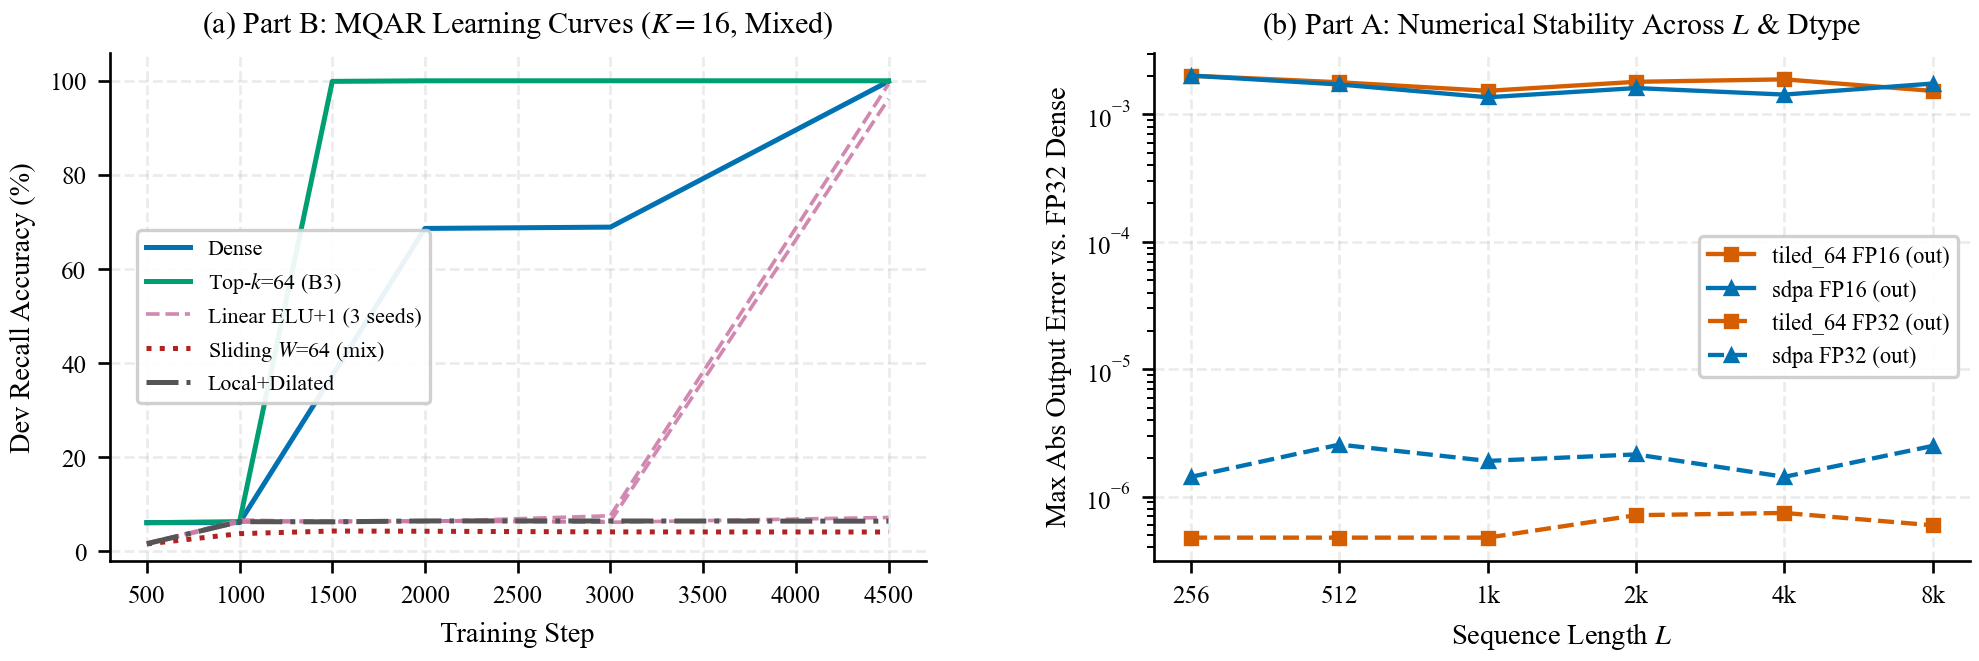 (a) Part B: MQAR Learning Curves (K = 16, Mixed)
Dev Recall Accuracy (%)
100
80
60
40
20
0
Dense
Top-k=64 (B3)
Linear ELU+1 (3 seeds)
Sliding W=64 (mix)
Local+Dilated
500 1000 1500 2000 2500 3000 3500 4000 4500
Training Step
(b) Part A: Numerical Stability Across L & Dtype
Max Abs Output Error vs. FP32 Dense
10⁻³
10⁻⁴
10⁻⁵
10⁻⁶
tiled_64 FP16 (out)
sdpa FP16 (out)
tiled_64 FP32 (out)
sdpa FP32 (out)
256 512 1k 2k 4k 8k
Sequence Length L